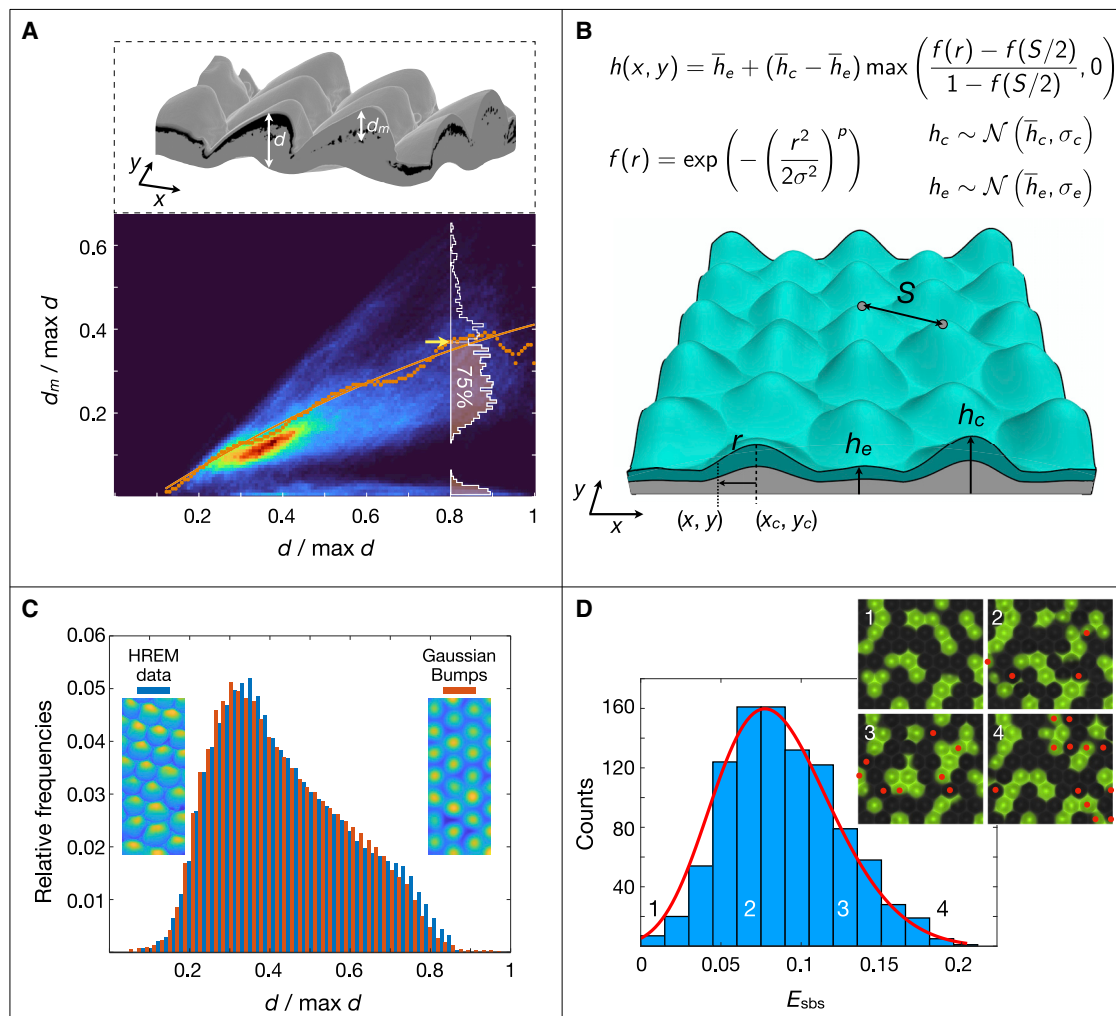 A
d
d_m
y
x
d_m / max d
0.6
0.4
0.2
75%
0.2 0.4 0.6 0.8 1
d / max d
B
h(x, y) = h̅_e + (h̅_c − h̅_e) max ( (f(r) − f(S/2)) / (1 − f(S/2)), 0 )
f(r) = exp ( − ( r² / 2σ² )^p )
h_c ∼ 𝒩 (h̅_c, σ_c)
h_e ∼ 𝒩 (h̅_e, σ_e)
S
h_c
r
h_e
y
x
(x, y) (x_c, y_c)
C
0.06
0.05
0.04
0.03
0.02
0.01
Relative frequencies
HREM
data
Gaussian
Bumps
0.2 0.4 0.6 0.8 1
d / max d
D
1 2
3 4
160
120
80
40
Counts
1 2 3 4
0 0.05 0.1 0.15 0.2
E_sbs